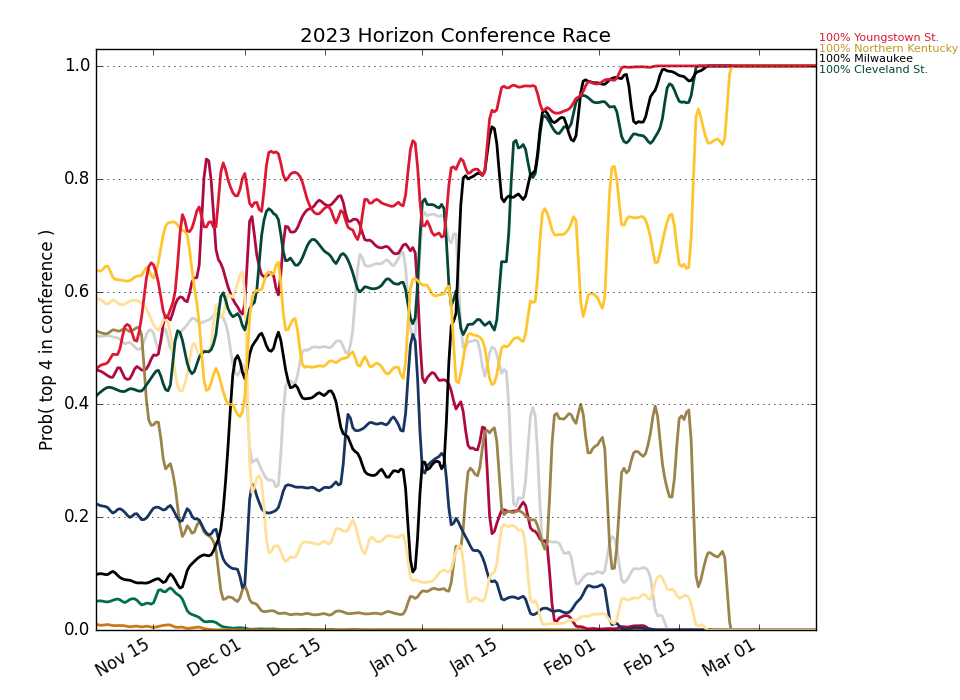 2023 Horizon Conference Race
100% Youngstown St.
100% Northern Kentucky
100% Milwaukee
100% Cleveland St.
Prob( top 4 in conference )
1.0
0.8
0.6
0.4
0.2
0.0
Nov 15
Dec 01
Dec 15
Jan 01
Jan 15
Feb 01
Feb 15
Mar 01